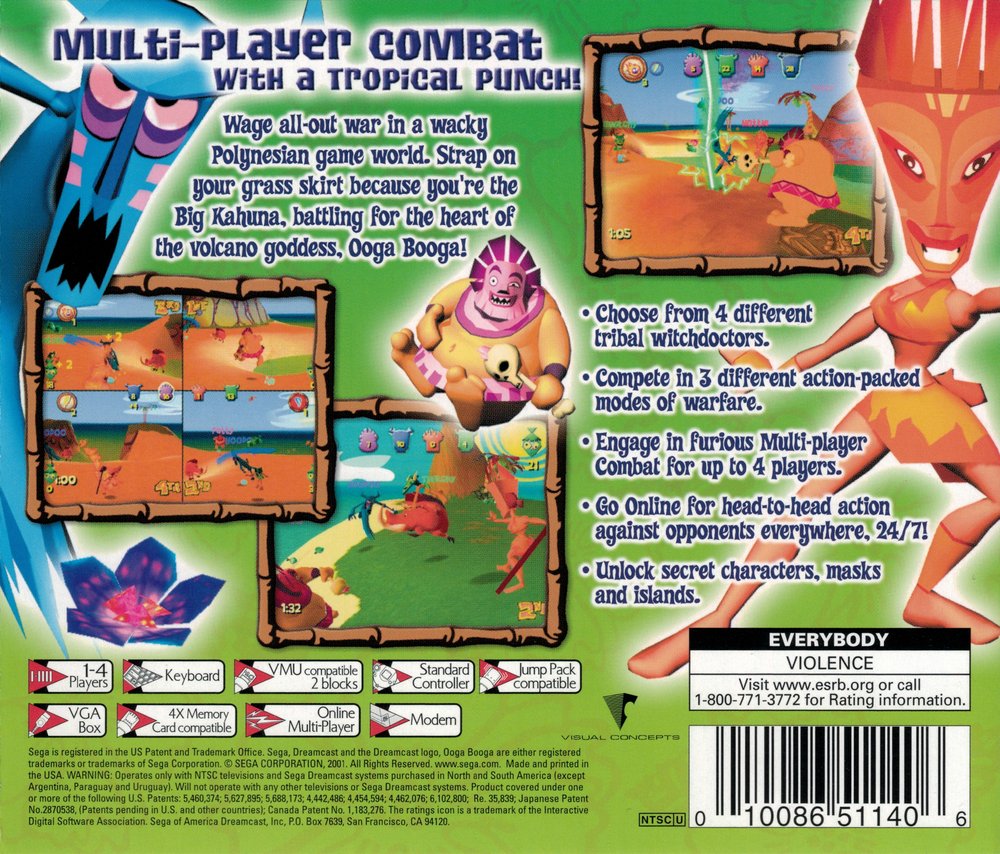 MULti-PLAYER COMBAt
WITH A TROPICAL PUNCH!
Wage all-out war in a wacky
Polynesian game world. Strap on
your grass skirt because you're the
Big Kahuna, battling for the heart of
the volcano goddess, Ooga Booga!
1:05
4TH
• Choose from 4 different
tribal witchdoctors.
• Compete in 3 different action-packed
modes of warfare.
• Engage in furious Multi-player
Combat for up to 4 players.
• Go Online for head-to-head action
against opponents everywhere, 24/7!
• Unlock secret characters, masks
and islands.
3RD 1ST
4TH 2ND
21
1:32
2ND
EVERYBODY
VIOLENCE
Visit www.esrb.org or call
1-800-771-3772 for Rating information.
1-4
Players
Keyboard
VMU compatible
2 blocks
Standard
Controller
Jump Pack
compatible
VGA
Box
4X Memory
Card compatible
Online
Multi-Player
Modem
VISUAL CONCEPTS
Sega is registered in the US Patent and Trademark Office. Sega, Dreamcast and the Dreamcast logo, Ooga Booga are either registered
trademarks or trademarks of Sega Corporation. © SEGA CORPORATION, 2001. All Rights Reserved. www.sega.com. Made and printed in
the USA. WARNING: Operates only with NTSC televisions and Sega Dreamcast systems purchased in North and South America (except
Argentina, Paraguay and Uruguay). Will not operate with any other televisions or Sega Dreamcast systems. Product covered under one
or more of the following U.S. Patents: 5,460,374; 5,627,895; 5,688,173; 4,442,486; 4,454,594; 4,462,076; 6,102,800; Re. 35,839; Japanese Patent
No.2870538, (Patents pending in U.S. and other countries); Canada Patent No. 1,183,276. The ratings icon is a trademark of the Interactive
Digital Software Association. Sega of America Dreamcast, Inc, P.O. Box 7639, San Francisco, CA 94120.
NTSC U
0 10086 51140 6